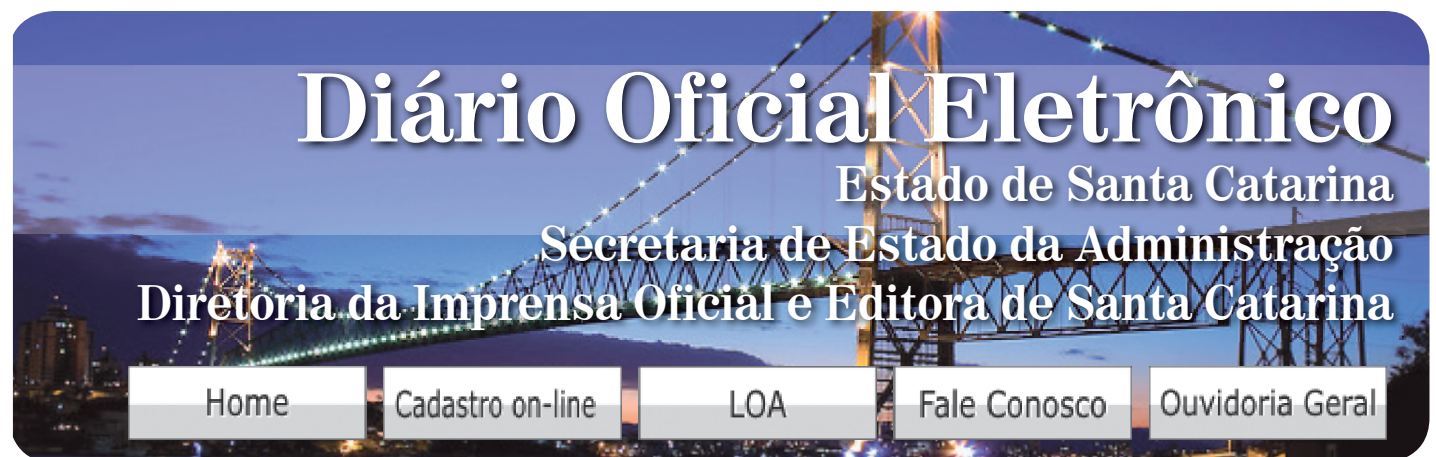 Diário Oficial Eletrônico
Estado de Santa Catarina
Secretaria de Estado da Administração
Diretoria da Imprensa Oficial e Editora de Santa Catarina
Home
Cadastro on-line
LOA
Fale Conosco
Ouvidoria Geral